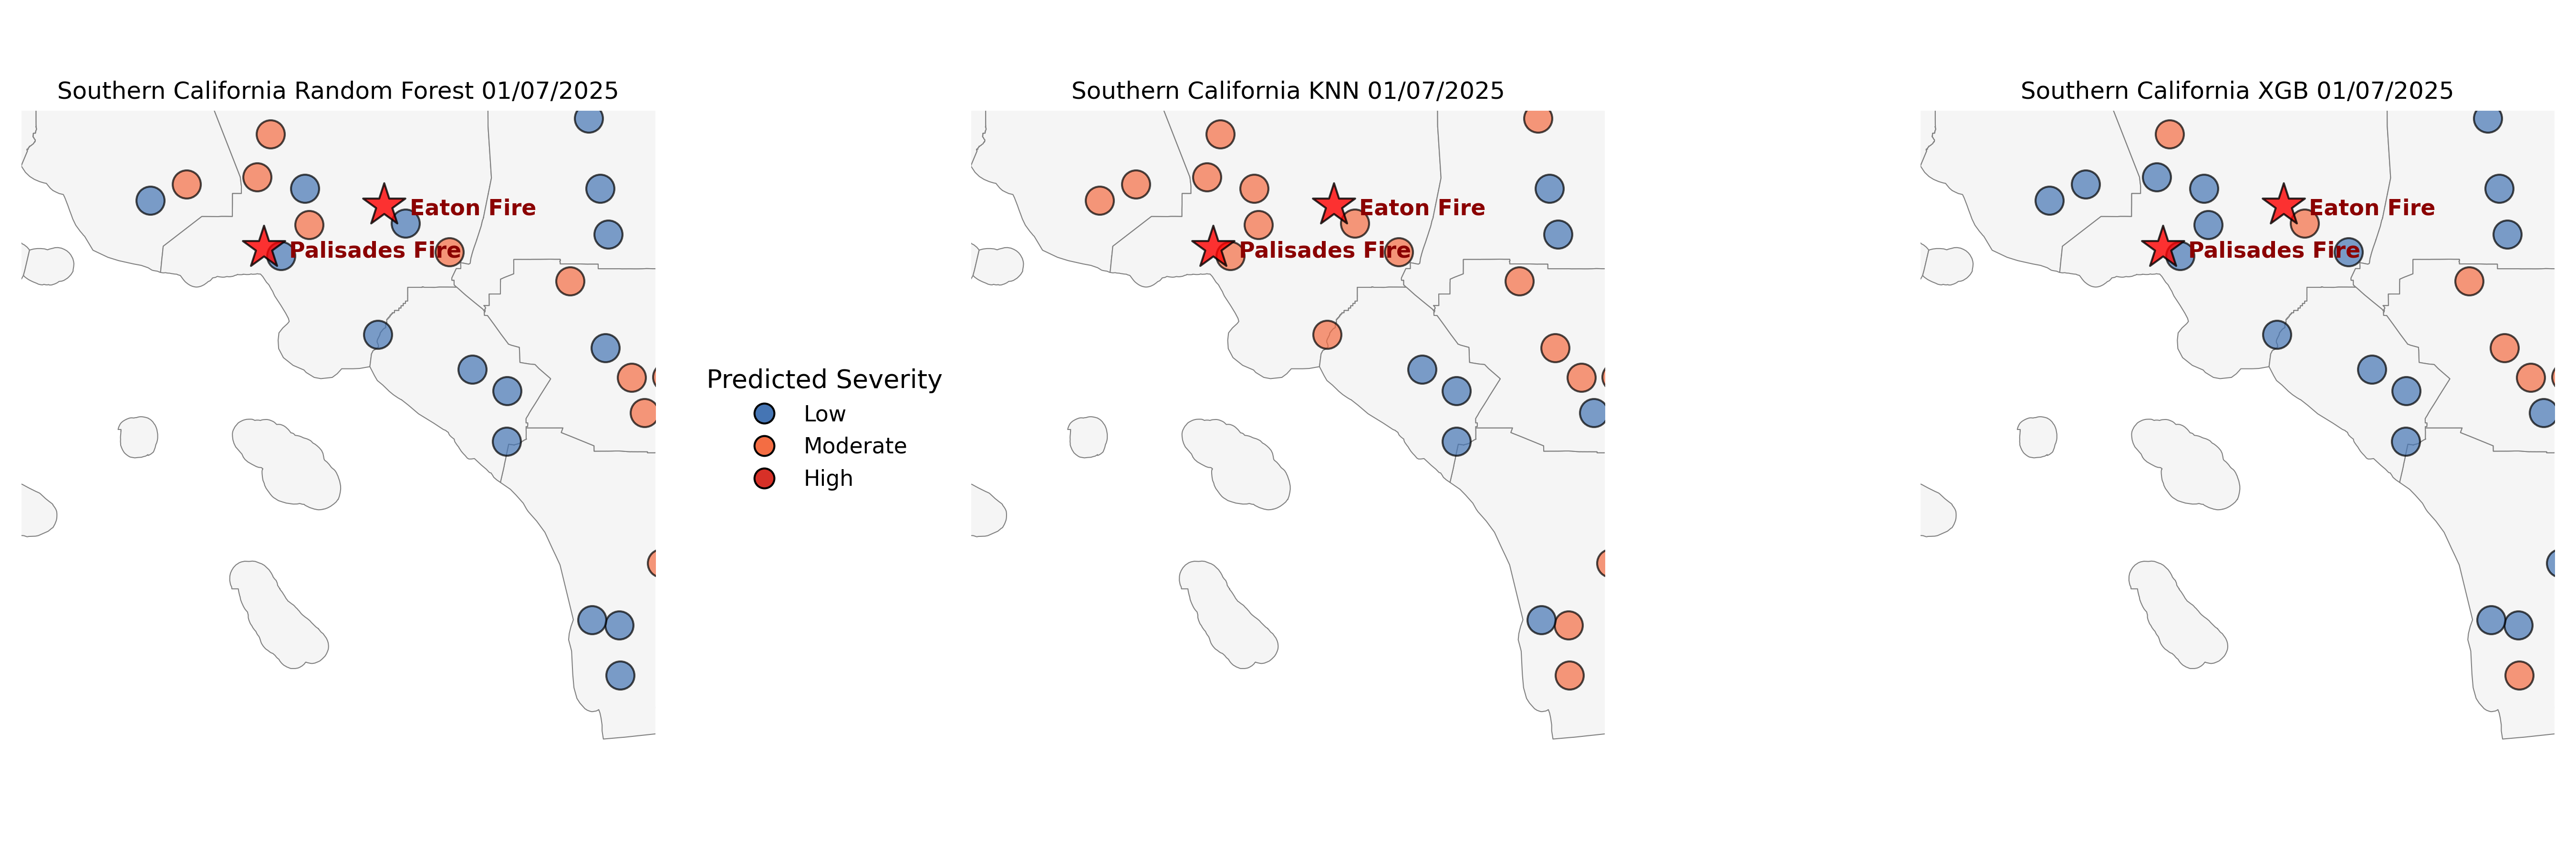 Southern California Random Forest 01/07/2025
Eaton Fire
Palisades Fire
Predicted Severity
Low
Moderate
High
Southern California KNN 01/07/2025
Eaton Fire
Palisades Fire
Southern California XGB 01/07/2025
Eaton Fire
Palisades Fire